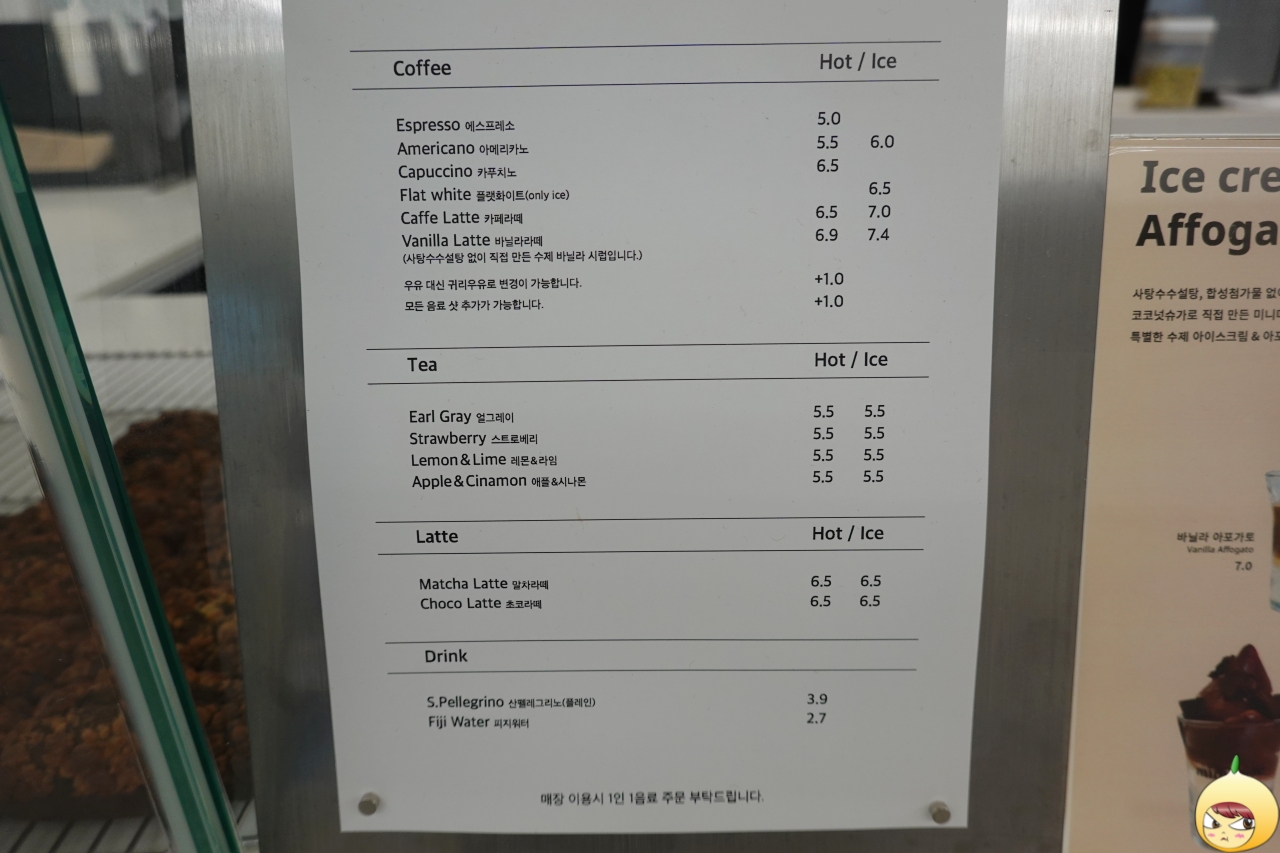 Coffee Hot / Ice
Espresso 에스프레소 5.0
Americano 아메리카노 5.5 6.0
Capuccino 카푸치노 6.5
Flat white 플랫화이트(only ice) 6.5
Caffe Latte 카페라떼 6.5 7.0
Vanilla Latte 바닐라라떼 6.9 7.4
(사탕수수설탕 없이 직접 만든 수제 바닐라 시럽입니다.)
우유 대신 귀리우유로 변경이 가능합니다. +1.0
모든 음료 샷 추가가 가능합니다. +1.0
Tea Hot / Ice
Earl Gray 얼그레이 5.5 5.5
Strawberry 스트로베리 5.5 5.5
Lemon&Lime 레몬&라임 5.5 5.5
Apple&Cinamon 애플&시나몬 5.5 5.5
Latte Hot / Ice
Matcha Latte 말차라떼 6.5 6.5
Choco Latte 초코라떼 6.5 6.5
Drink
S.Pellegrino 산펠레그리노(플레인) 3.9
Fiji Water 피지워터 2.7
매장 이용시 1인 1음료 주문 부탁드립니다.
Ice cre
Affoga
사탕수수설탕, 합성첨가물
코코넛슈가로 직접 만든
특별한 수제 아이스크림 &
바닐라 아포가토
Vanilla Affogato
7.0